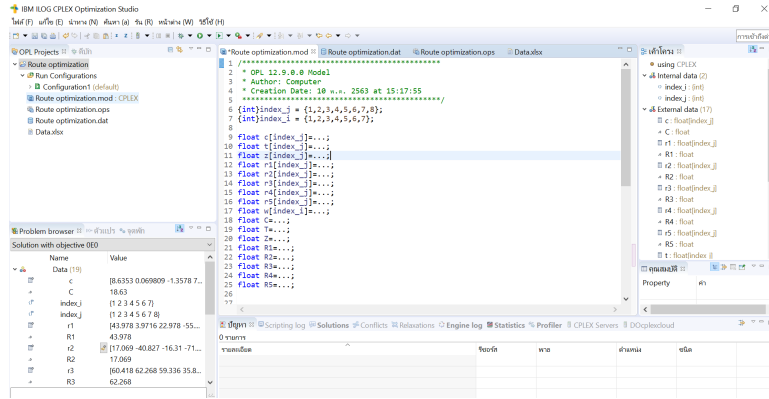 IBM ILOG CPLEX Optimization Studio
ไฟล์ (F) แก้ไข (E) นำทาง (N) ค้นหา (a) รัน (R) หน้าต่าง (W) วิธีใช้ (H)
OPL Projects
Route optimization
Run Configurations
Configuration1 (default)
Route optimization.mod : CPLEX
Route optimization.ops
Route optimization.dat
Data.xlsx
*Route optimization.mod Route optimization.dat Route optimization.ops Data.xlsx
1 /*********************************************
2 * OPL 12.9.0.0 Model
3 * Author: Computer
4 * Creation Date: 10 พ.ค. 2563 at 15:17:55
5 *********************************************/
6 {int}index_j = {1,2,3,4,5,6,7,8};
7 {int}index_i = {1,2,3,4,5,6,7};
8
9 float c[index_j]=...;
10 float t[index_j]=...;
11 float z[index_j]=...;
12 float r1[index_j]=...;
13 float r2[index_j]=...;
14 float r3[index_j]=...;
15 float r4[index_j]=...;
16 float r5[index_j]=...;
17 float w[index_i]=...;
18 float C=...;
19 float T=...;
20 float Z=...;
21 float R1=...;
22 float R2=...;
23 float R3=...;
24 float R4=...;
25 float R5=...;
26
27
เค้าโครง
using CPLEX
Internal data (2)
index_i : {int}
index_j : {int}
External data (17)
c : float[index_j]
C : float
r1 : float[index_j]
R1 : float
r2 : float[index_j]
R2 : float
r3 : float[index_j]
R3 : float
r4 : float[index_j]
R4 : float
r5 : float[index_j]
R5 : float
t : float[index_j]
คุณสมบัติ
Property ค่า
Problem browser ตัวแปร จุดพัก
Solution with objective 0E0
Name Value
Data (19)
c [8.6353 0.069809 -1.3578 7...
C 18.63
index_i {1 2 3 4 5 6 7}
index_j {1 2 3 4 5 6 7 8}
r1 [43.978 3.9716 22.978 -55....
R1 43.978
r2 [17.069 -40.827 -16.31 -71....
R2 17.069
r3 [60.418 62.268 59.336 35.8...
R3 62.268
ปัญหา Scripting log Solutions Conflicts Relaxations Engine log Statistics Profiler CPLEX Servers DOcplexcloud
0 รายการ
รายละเอียด รีซอร์ส พาธ ตำแหน่ง ชนิด